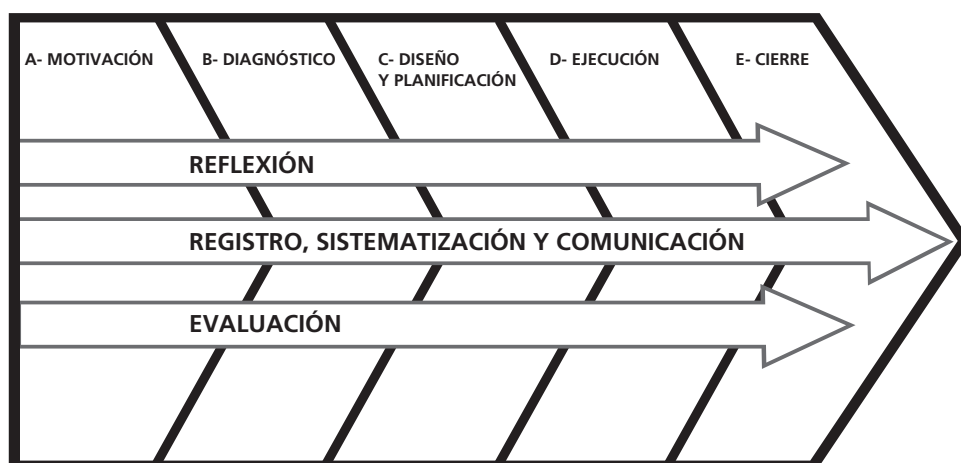 A- MOTIVACIÓN
B- DIAGNÓSTICO
C- DISEÑO
Y PLANIFICACIÓN
D- EJECUCIÓN
E- CIERRE
REFLEXIÓN
REGISTRO, SISTEMATIZACIÓN Y COMUNICACIÓN
EVALUACIÓN